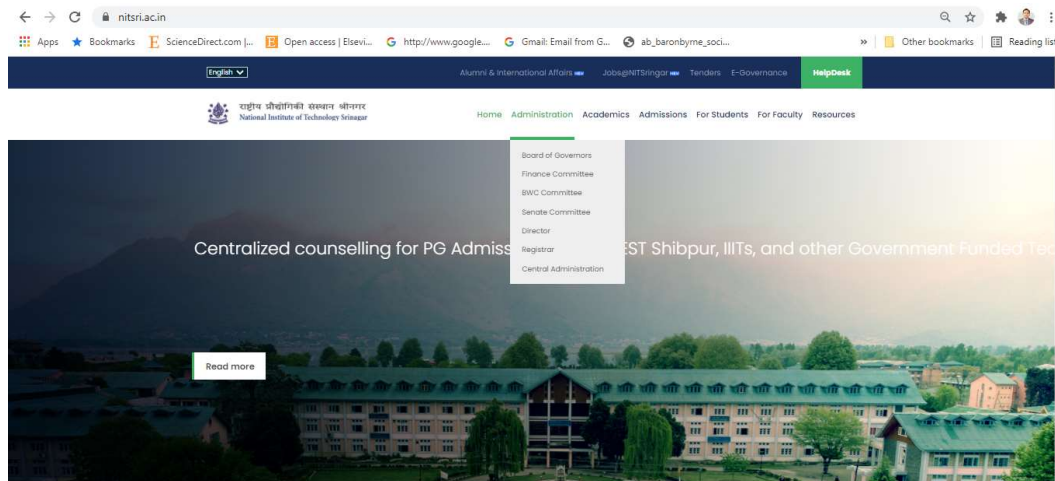 nitsri.ac.in
Apps Bookmarks ScienceDirect.com |... Open access | Elsevi... http://www.google.... Gmail: Email from G... ab_baronbyrne_soci... » Other bookmarks Reading list
English Alumni & International Affairs Jobs@NITSringar Tenders E-Governance HelpDesk
राष्ट्रीय प्रौद्योगिकी संस्थान श्रीनगर
National Institute of Technology Srinagar
Home Administration Academics Admissions For Students For Faculty Resources
Board of Governors
Finance Committee
BWC Committee
Senate Committee
Director
Registrar
Central Administration
Centralized counselling for PG Admiss EST Shibpur, IIITs, and other Government Funded Tec
Read more